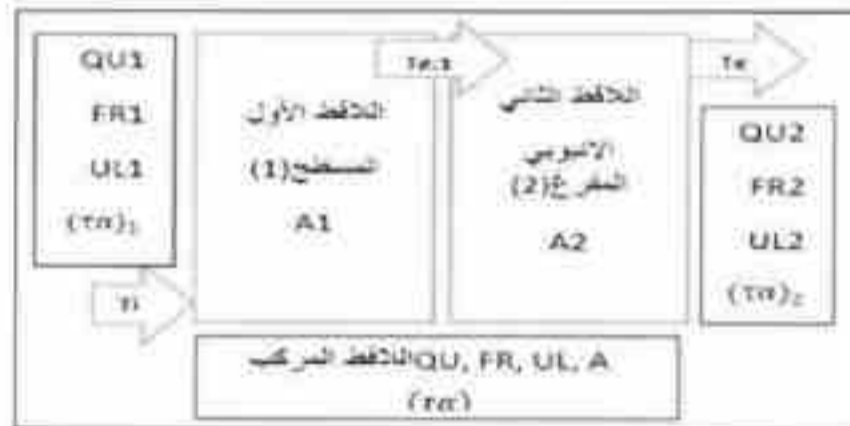 QU1
FR1
UL1
(τα)₁
Ti
اللاقط الأول
المسطح(1)
A1
Te,1
اللاقط الثاني
الانبوبي
المفرغ(2)
A2
Te
QU2
FR2
UL2
(τα)₂
اللاقط المركب QU, FR, UL, A
(τα)